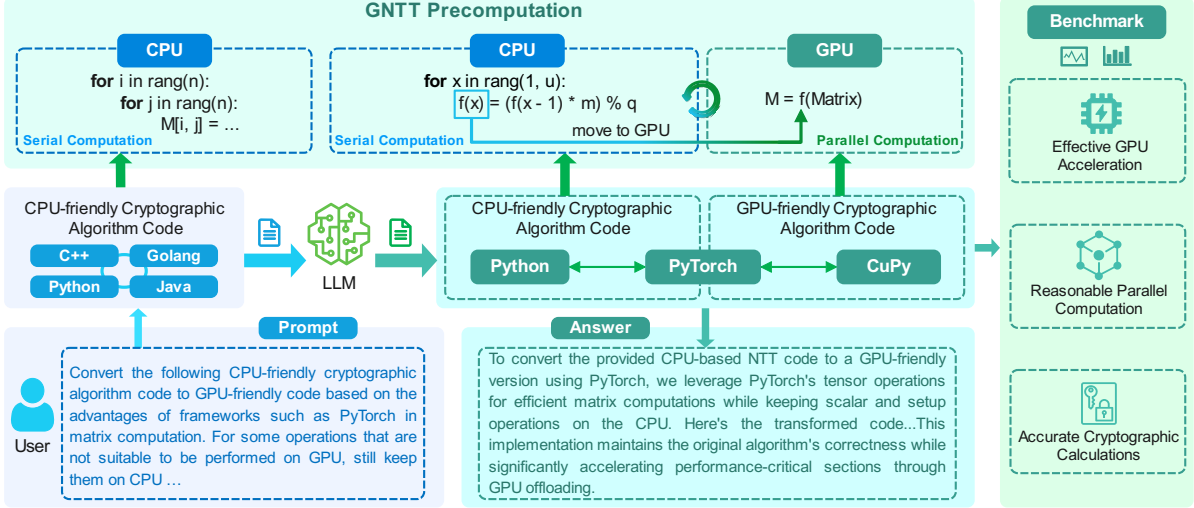 GNTT Precomputation
CPU
for i in rang(n):
for j in rang(n):
M[i, j] = ...
Serial Computation
CPU
for x in rang(1, u):
f(x) = (f(x - 1) * m) % q
move to GPU
Serial Computation
GPU
M = f(Matrix)
Parallel Computation
CPU-friendly Cryptographic
Algorithm Code
C++
Golang
Python
Java
LLM
CPU-friendly Cryptographic
Algorithm Code
GPU-friendly Cryptographic
Algorithm Code
Python
PyTorch
CuPy
Prompt
User
Convert the following CPU-friendly cryptographic
algorithm code to GPU-friendly code based on the
advantages of frameworks such as PyTorch in
matrix computation. For some operations that are
not suitable to be performed on GPU, still keep
them on CPU ...
Answer
To convert the provided CPU-based NTT code to a GPU-friendly
version using PyTorch, we leverage PyTorch's tensor operations
for efficient matrix computations while keeping scalar and setup
operations on the CPU. Here's the transformed code...This
implementation maintains the original algorithm's correctness while
significantly accelerating performance-critical sections through
GPU offloading.
Benchmark
Effective GPU
Acceleration
Reasonable Parallel
Computation
Accurate Cryptographic
Calculations